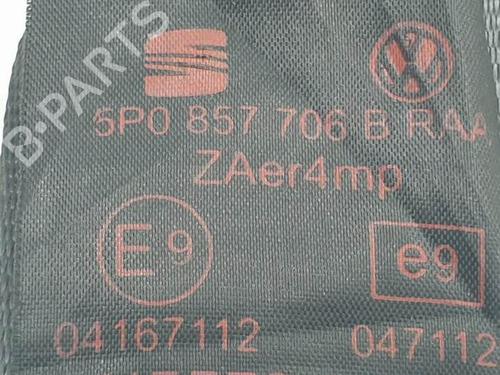 B-PARTS
5P0 857 706 B RAA
ZAer4mp
E9 e9
04167112 047112